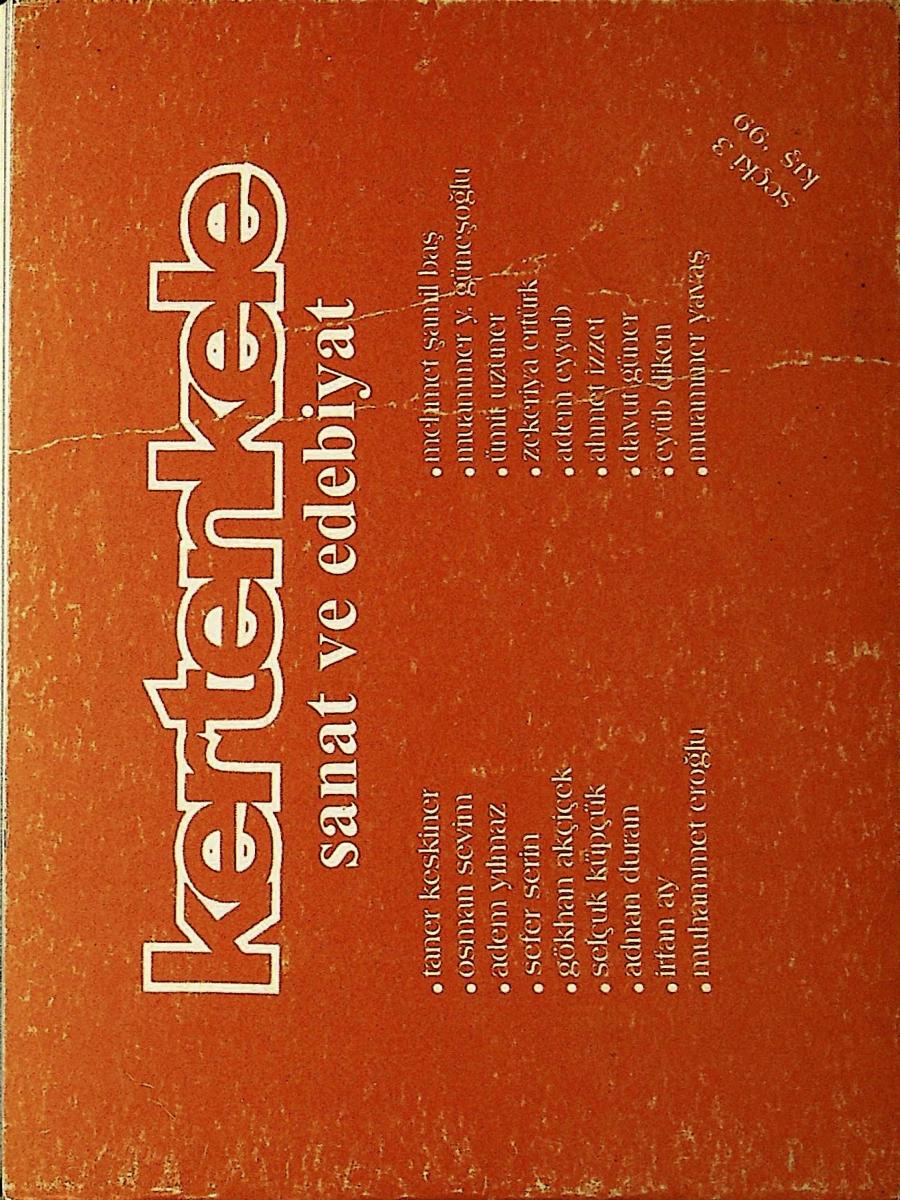 kertenkele
sanat ve edebiyat
• taner keskiner
• osman sevim
• adem yılmaz
• sefer serin
• gökhan akçiçek
• selçuk küpçük
• adnan duran
• irfan ay
• muhammet eroğlu
• mehmet şamil baş
• muammer y. güneşoğlu
• ümit uzuner
• zekeriya ertürk
• adem eyyub
• ahmet izzet
• davut güner
• eyüb diken
• muammer yavaş
seçki 3
kış '99